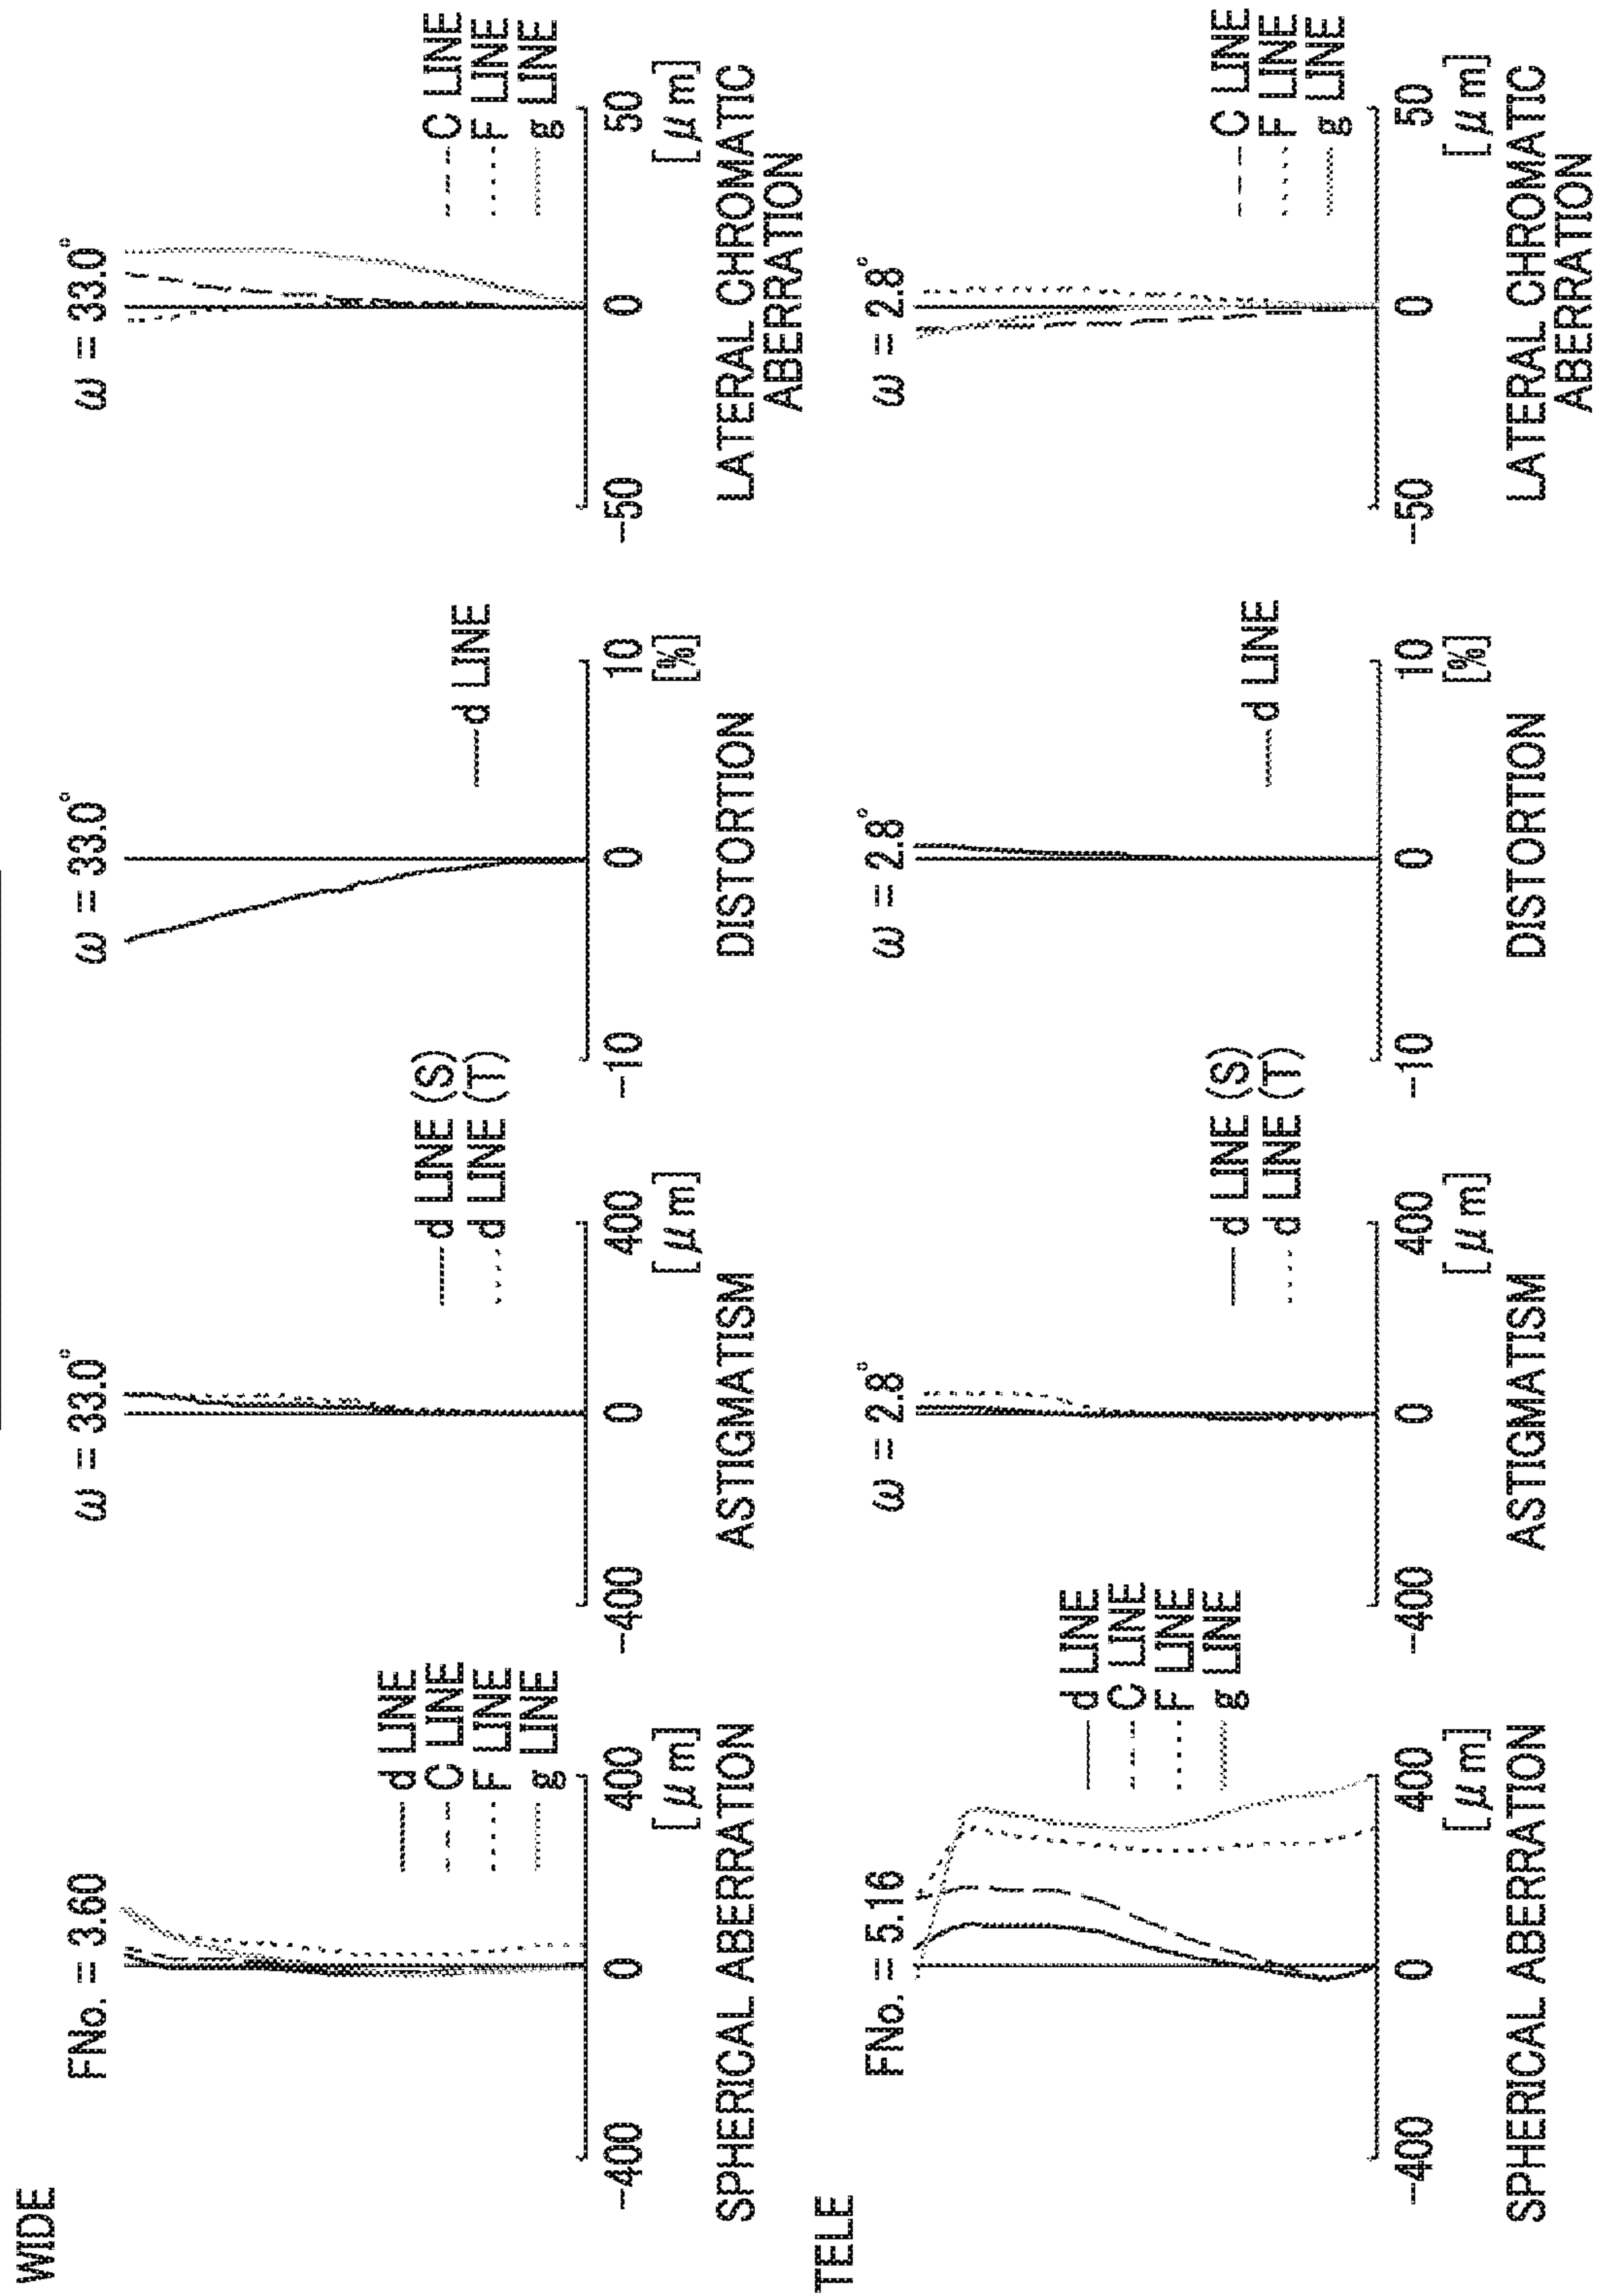 WIDE
FNo. = 3.60
d LINE
C LINE
F LINE
g LINE
−400
0
400
[μm]
SPHERICAL ABERRATION
ω = 33.0°
d LINE (S)
d LINE (T)
−400
0
400
[μm]
ASTIGMATISM
ω = 33.0°
d LINE
−10
0
10
[%]
DISTORTION
ω = 33.0°
C LINE
F LINE
g LINE
−50
0
50
[μm]
LATERAL CHROMATIC
ABERRATION
TELE
FNo. = 5.16
d LINE
C LINE
F LINE
g LINE
−400
0
400
[μm]
SPHERICAL ABERRATION
ω = 2.8°
d LINE (S)
d LINE (T)
−400
0
400
[μm]
ASTIGMATISM
ω = 2.8°
d LINE
−10
0
10
[%]
DISTORTION
ω = 2.8°
C LINE
F LINE
g LINE
−50
0
50
[μm]
LATERAL CHROMATIC
ABERRATION